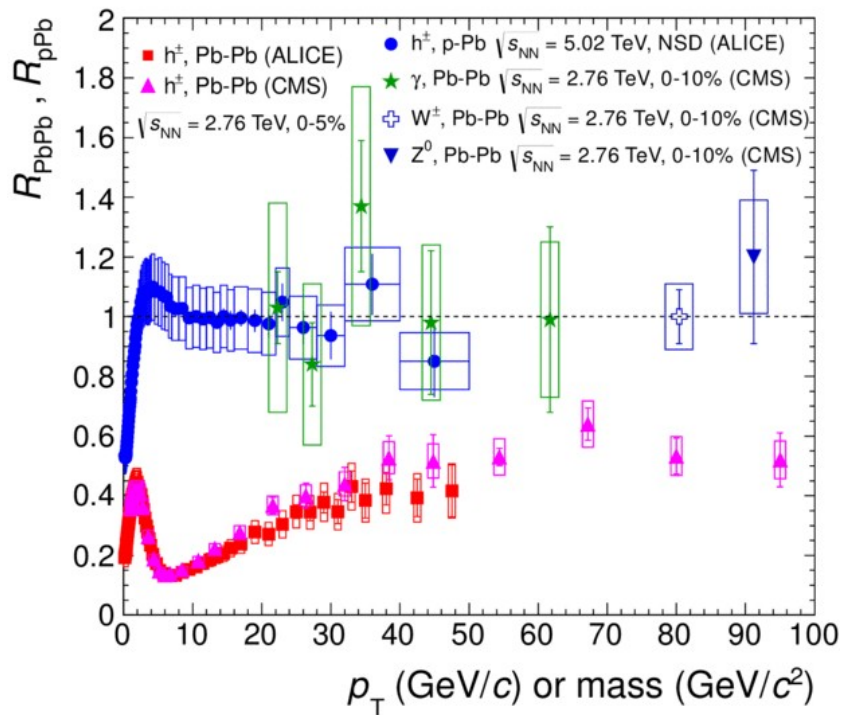 R_PbPb , R_pPb
h±, Pb-Pb (ALICE)
h±, Pb-Pb (CMS)
√s_NN = 2.76 TeV, 0-5%
h±, p-Pb √s_NN = 5.02 TeV, NSD (ALICE)
γ, Pb-Pb √s_NN = 2.76 TeV, 0-10% (CMS)
W±, Pb-Pb √s_NN = 2.76 TeV, 0-10% (CMS)
Z⁰, Pb-Pb √s_NN = 2.76 TeV, 0-10% (CMS)
2
1.8
1.6
1.4
1.2
1
0.8
0.6
0.4
0.2
0
0 10 20 30 40 50 60 70 80 90 100
p_T (GeV/c) or mass (GeV/c²)